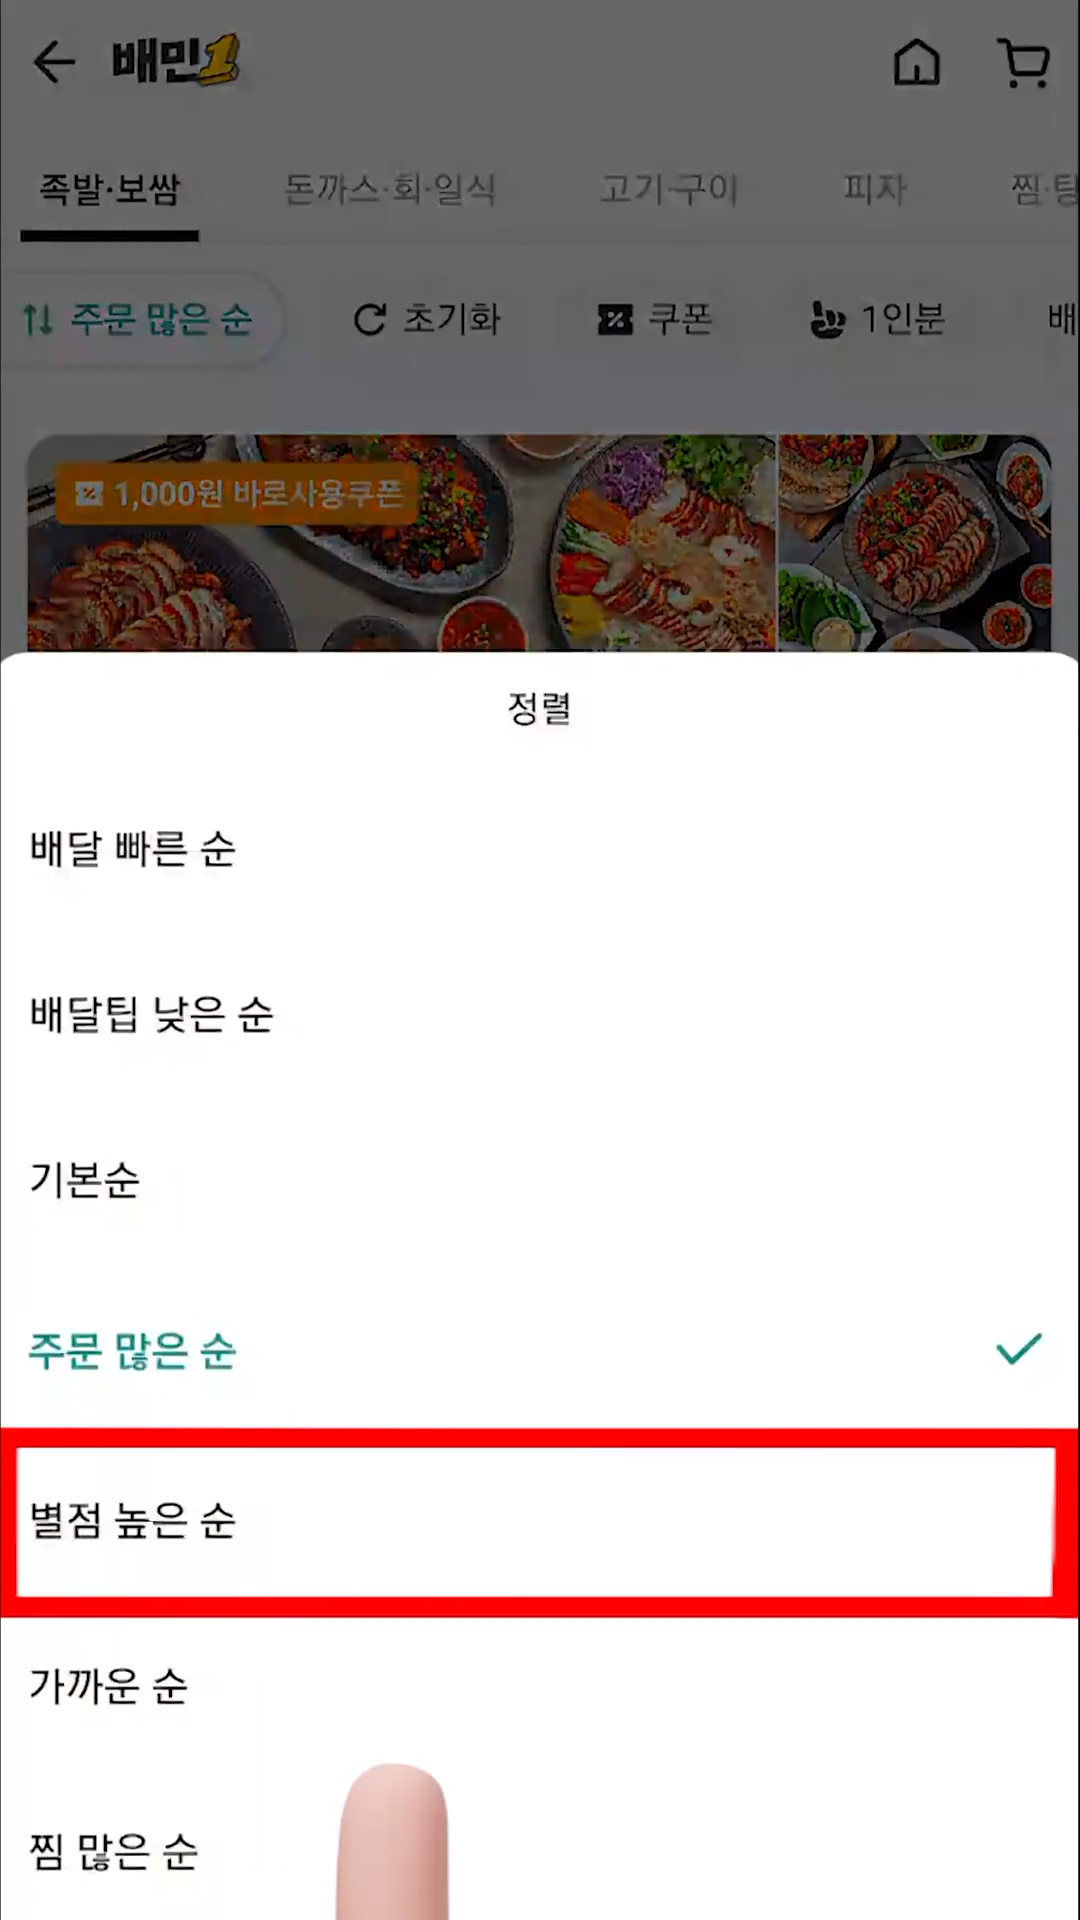 배민1
족발·보쌈 돈까스·회·일식 고기·구이 피자 찜·탕
주문 많은 순 초기화 쿠폰 1인분 배
1,000원 바로사용쿠폰
정렬
배달 빠른 순
배달팁 낮은 순
기본순
주문 많은 순
별점 높은 순
가까운 순
찜 많은 순